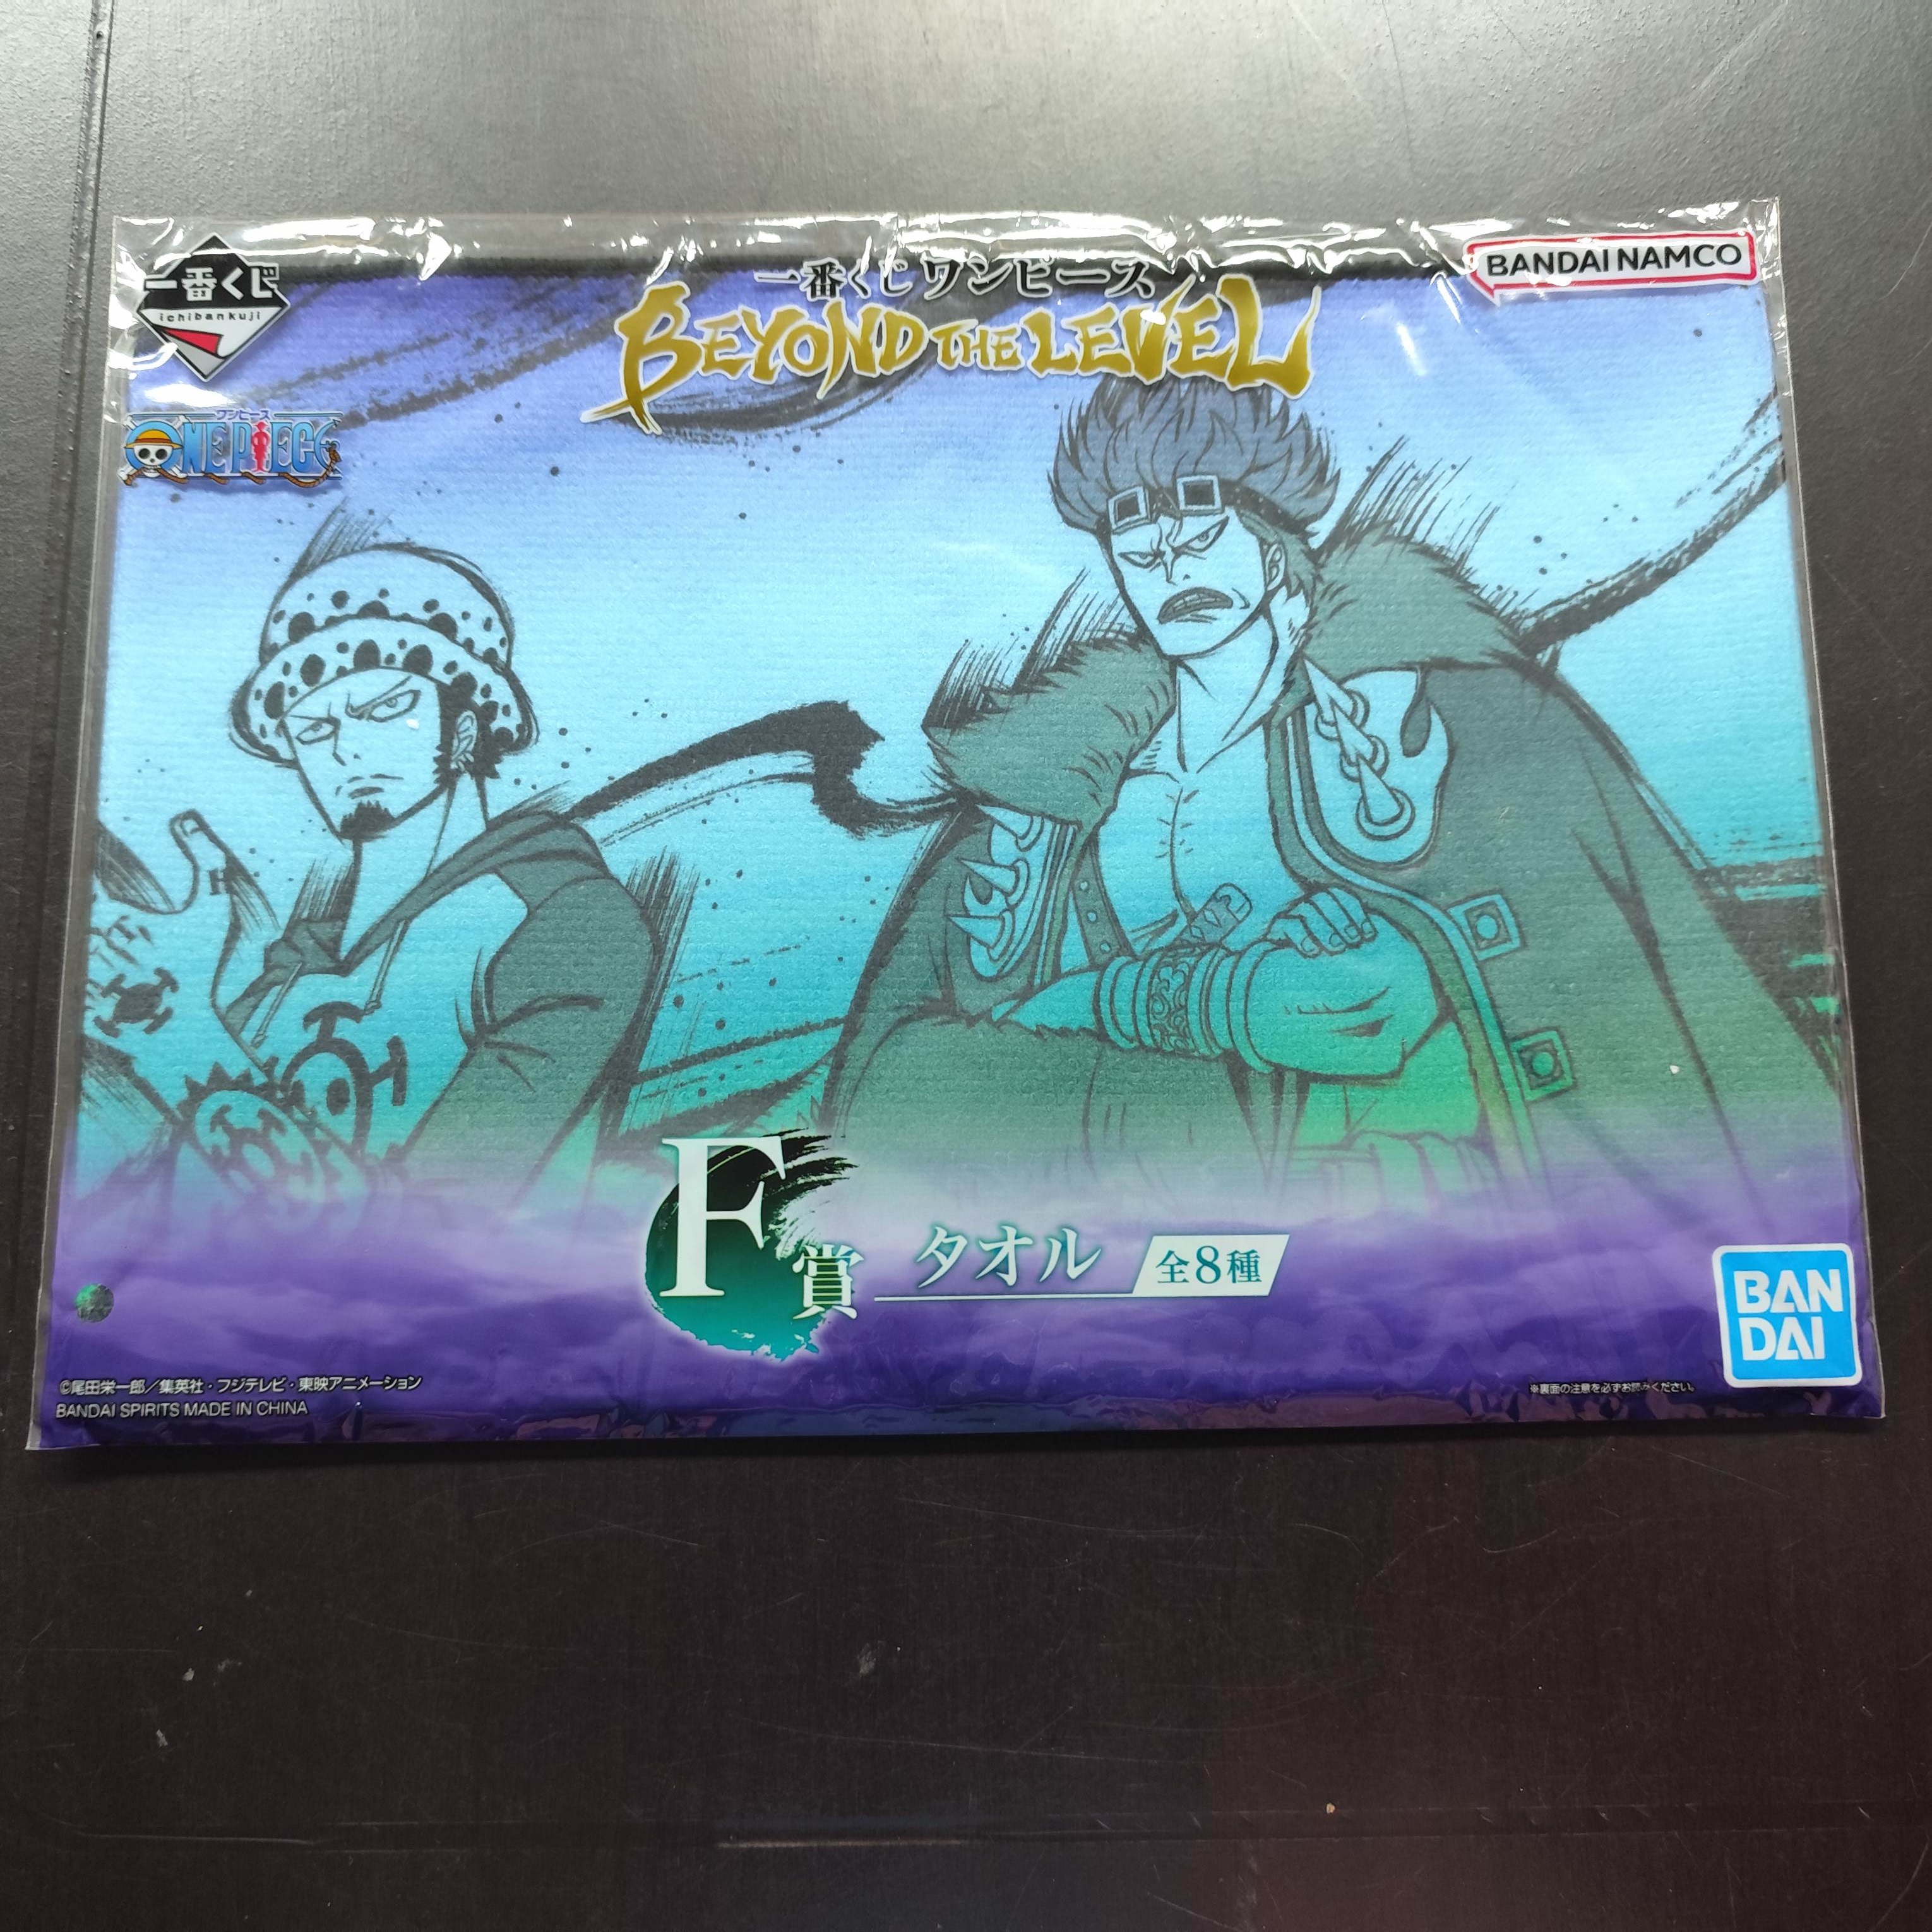 一番くじ
ichibankuji
一番くじ ワンピース
BEYOND THE LEVEL
BANDAI NAMCO
ワンピース
ONE PIECE
F賞 タオル 全8種
BAN
DAI
©尾田栄一郎／集英社・フジテレビ・東映アニメーション
BANDAI SPIRITS MADE IN CHINA
※裏面の注意を必ずお読みください。